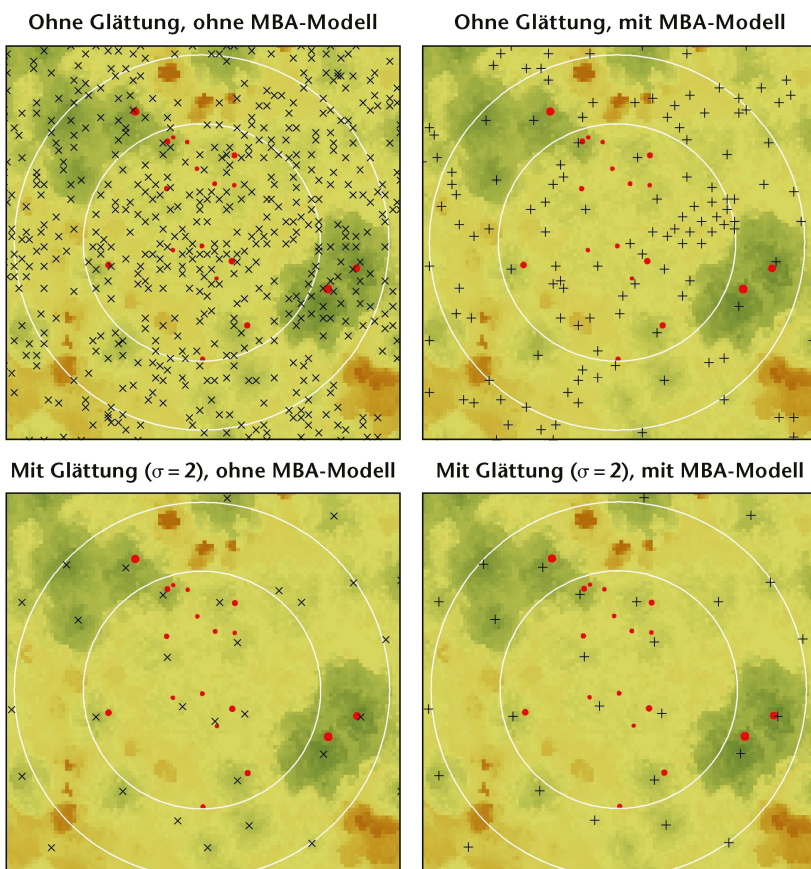 Ohne Glättung, ohne MBA-Modell
Ohne Glättung, mit MBA-Modell
Mit Glättung (σ = 2), ohne MBA-Modell
Mit Glättung (σ = 2), mit MBA-Modell